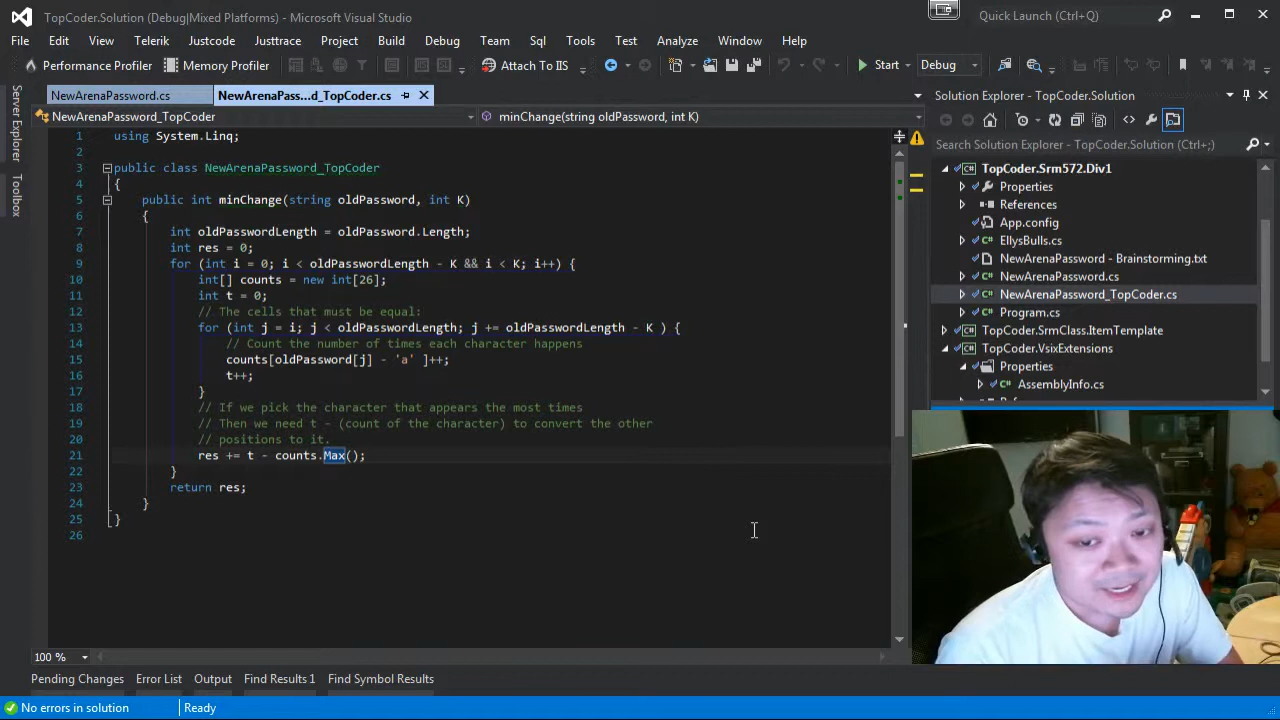 TopCoder.Solution (Debug|Mixed Platforms) - Microsoft Visual Studio
Quick Launch (Ctrl+Q)
File Edit View Telerik Justcode Justtrace Project Build Debug Team Sql Tools Test Analyze Window Help
Performance Profiler Memory Profiler Attach To IIS Start Debug
NewArenaPassword.cs NewArenaPass...d_TopCoder.cs
NewArenaPassword_TopCoder minChange(string oldPassword, int K)
1 using System.Linq;
2
3 public class NewArenaPassword_TopCoder
4 {
5 public int minChange(string oldPassword, int K)
6 {
7 int oldPasswordLength = oldPassword.Length;
8 int res = 0;
9 for (int i = 0; i < oldPasswordLength - K && i < K; i++) {
10 int[] counts = new int[26];
11 int t = 0;
12 // The cells that must be equal:
13 for (int j = i; j < oldPasswordLength; j += oldPasswordLength - K ) {
14 // Count the number of times each character happens
15 counts[oldPassword[j] - 'a' ]++;
16 t++;
17 }
18 // If we pick the character that appears the most times
19 // Then we need t - (count of the character) to convert the other
20 // positions to it.
21 res += t - counts.Max();
22 }
23 return res;
24 }
25 }
26
100 %
Server Explorer
Toolbox
Solution Explorer - TopCoder.Solution
Search Solution Explorer - TopCoder.Solution (Ctrl+;)
TopCoder.Srm572.Div1
Properties
References
App.config
EllysBulls.cs
NewArenaPassword - Brainstorming.txt
NewArenaPassword.cs
NewArenaPassword_TopCoder.cs
Program.cs
TopCoder.SrmClass.ItemTemplate
TopCoder.VsixExtensions
Properties
AssemblyInfo.cs
Pending Changes Error List Output Find Results 1 Find Symbol Results
No errors in solution Ready